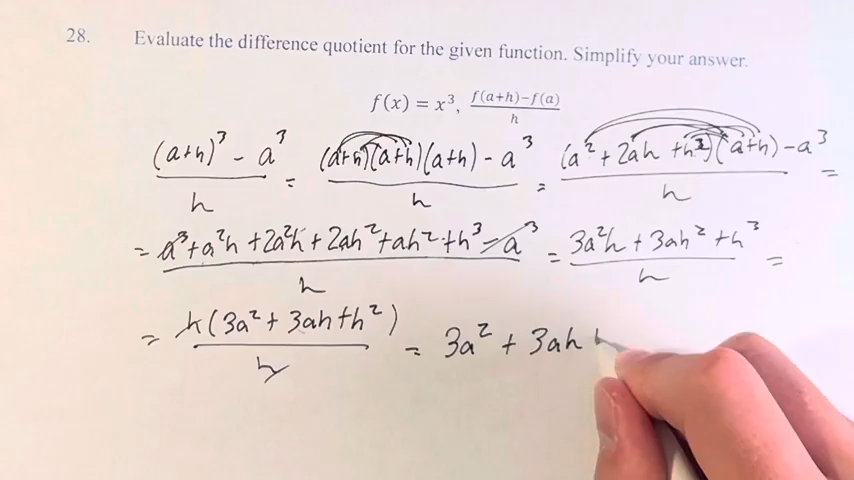 28. Evaluate the difference quotient for the given function. Simplify your answer.
f(x) = x³, f(a+h)−f(a) / h
(a+h)³ − a³ / h = (a+h)(a+h)(a+h) − a³ / h = (a² + 2ah + h²)(a+h) − a³ / h =
= a³ + a²h + 2a²h + 2ah² + ah² + h³ − a³ / h = 3a²h + 3ah² + h³ / h =
= h(3a² + 3ah + h²) / h = 3a² + 3ah